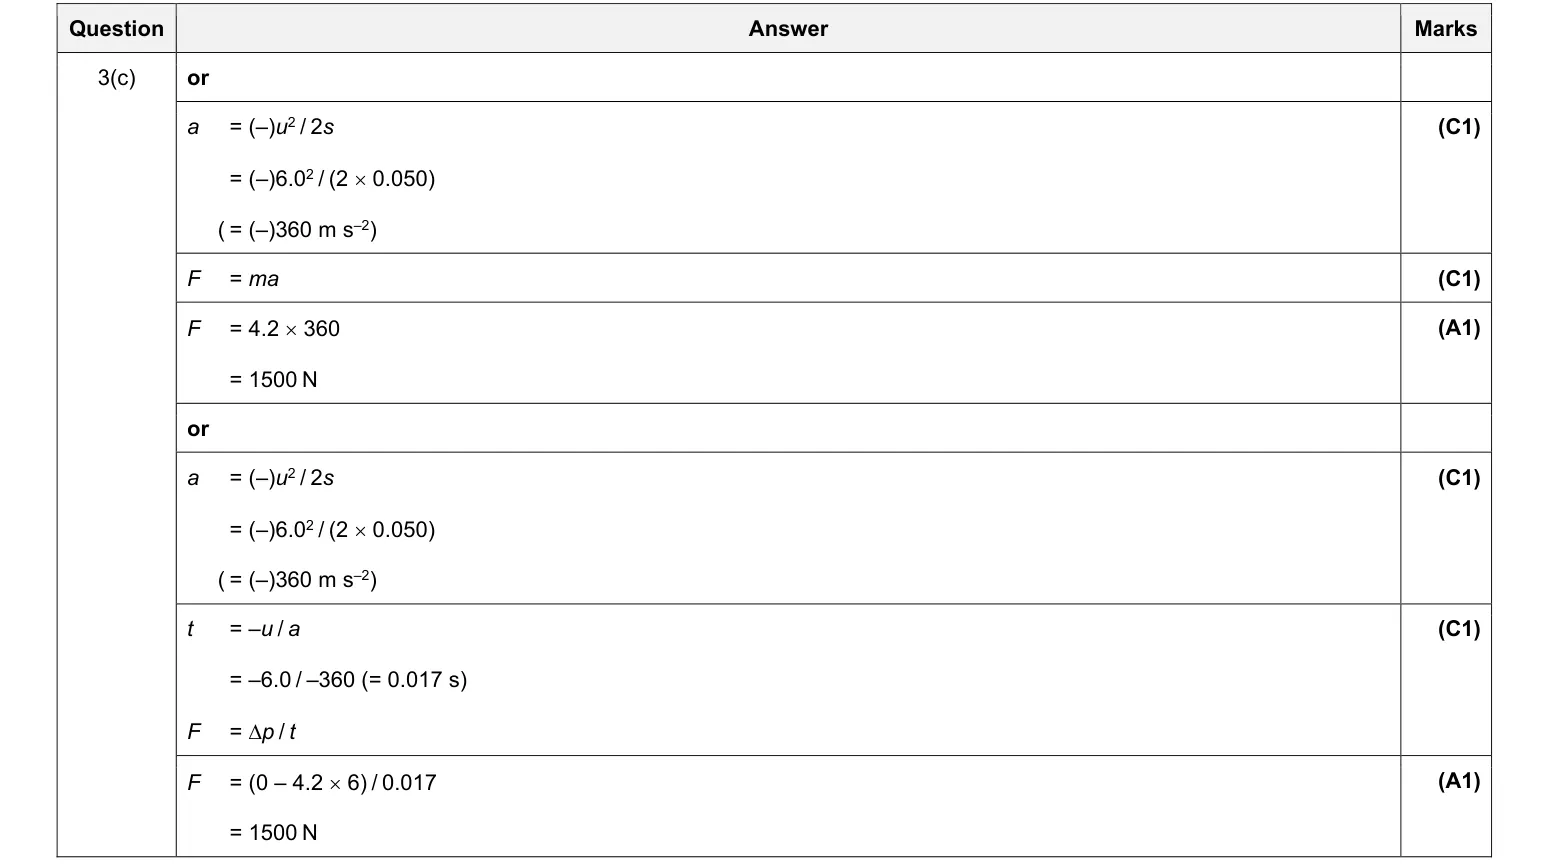 Question Answer Marks
3(c) or
a = (–)u² / 2s (C1)
= (–)6.0² / (2 × 0.050)
( = (–)360 m s⁻²)
F = ma (C1)
F = 4.2 × 360 (A1)
= 1500 N
or
a = (–)u² / 2s (C1)
= (–)6.0² / (2 × 0.050)
( = (–)360 m s⁻²)
t = –u / a (C1)
= –6.0 / –360 (= 0.017 s)
F = ∆p / t
F = (0 – 4.2 × 6) / 0.017 (A1)
= 1500 N